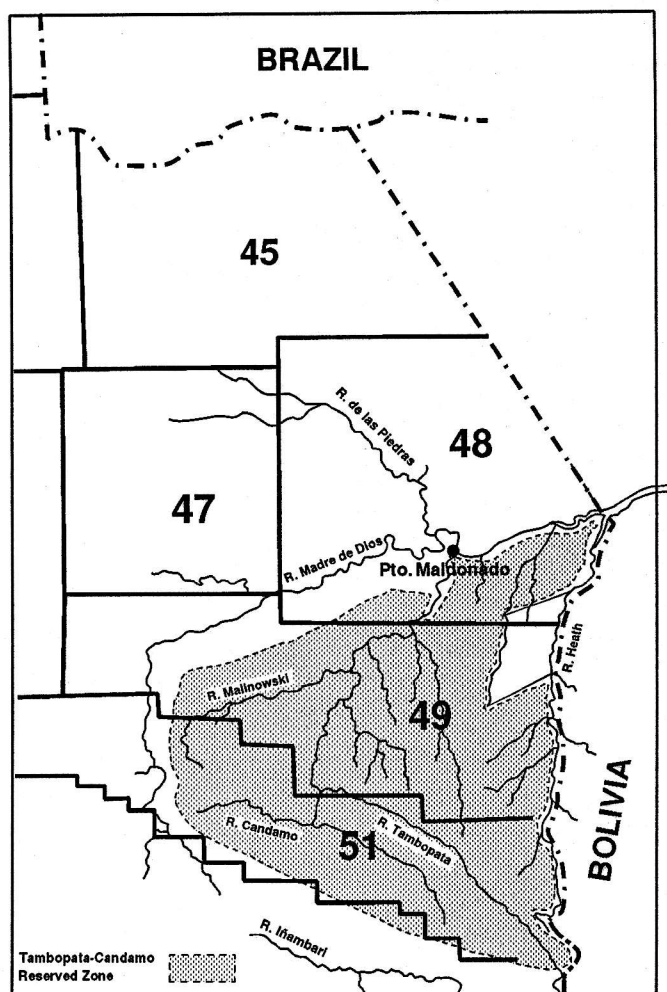 BRAZIL
45
R. de las Piedras
48
47
R. Madre de Dios
Pto. Maldonado
R. Heath
R. Malinowski
49
BOLIVIA
R. Candamo
R. Tambopata
51
R. Iñambari
Tambopata-Candamo
Reserved Zone